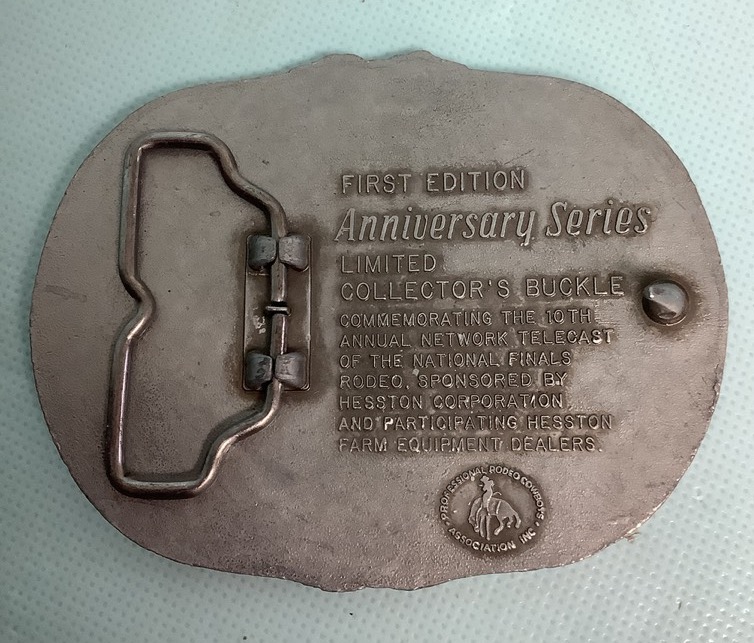 FIRST EDITION
Anniversary Series
LIMITED
COLLECTOR'S BUCKLE
COMMEMORATING THE 10TH
ANNUAL NETWORK TELECAST
OF THE NATIONAL FINALS
RODEO, SPONSORED BY
HESSTON CORPORATION
AND PARTICIPATING HESSTON
FARM EQUIPMENT DEALERS.
PROFESSIONAL RODEO COWBOYS
ASSOCIATION INC